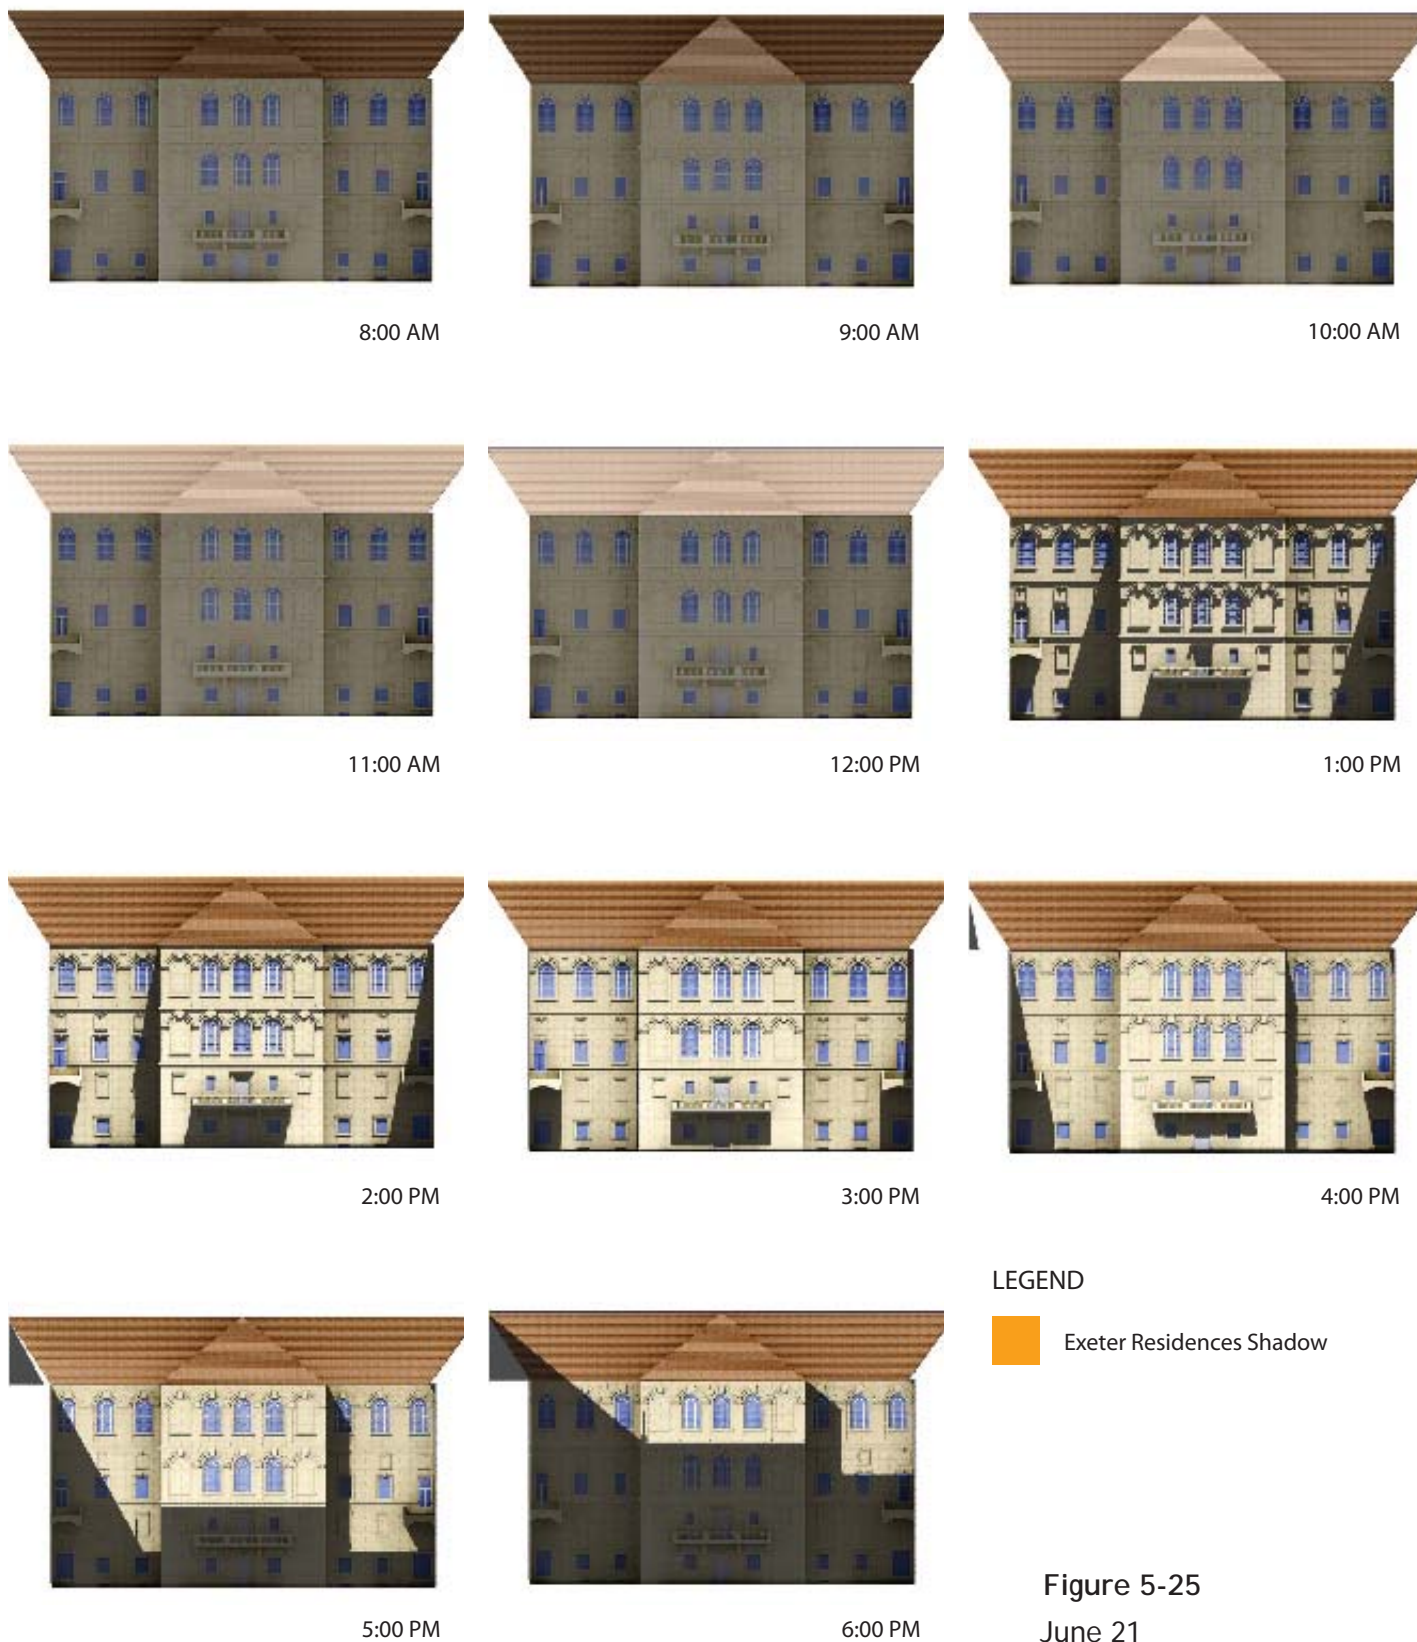 8:00 AM
9:00 AM
10:00 AM
11:00 AM
12:00 PM
1:00 PM
2:00 PM
3:00 PM
4:00 PM
LEGEND
Exeter Residences Shadow
5:00 PM
6:00 PM
Figure 5-25
June 21